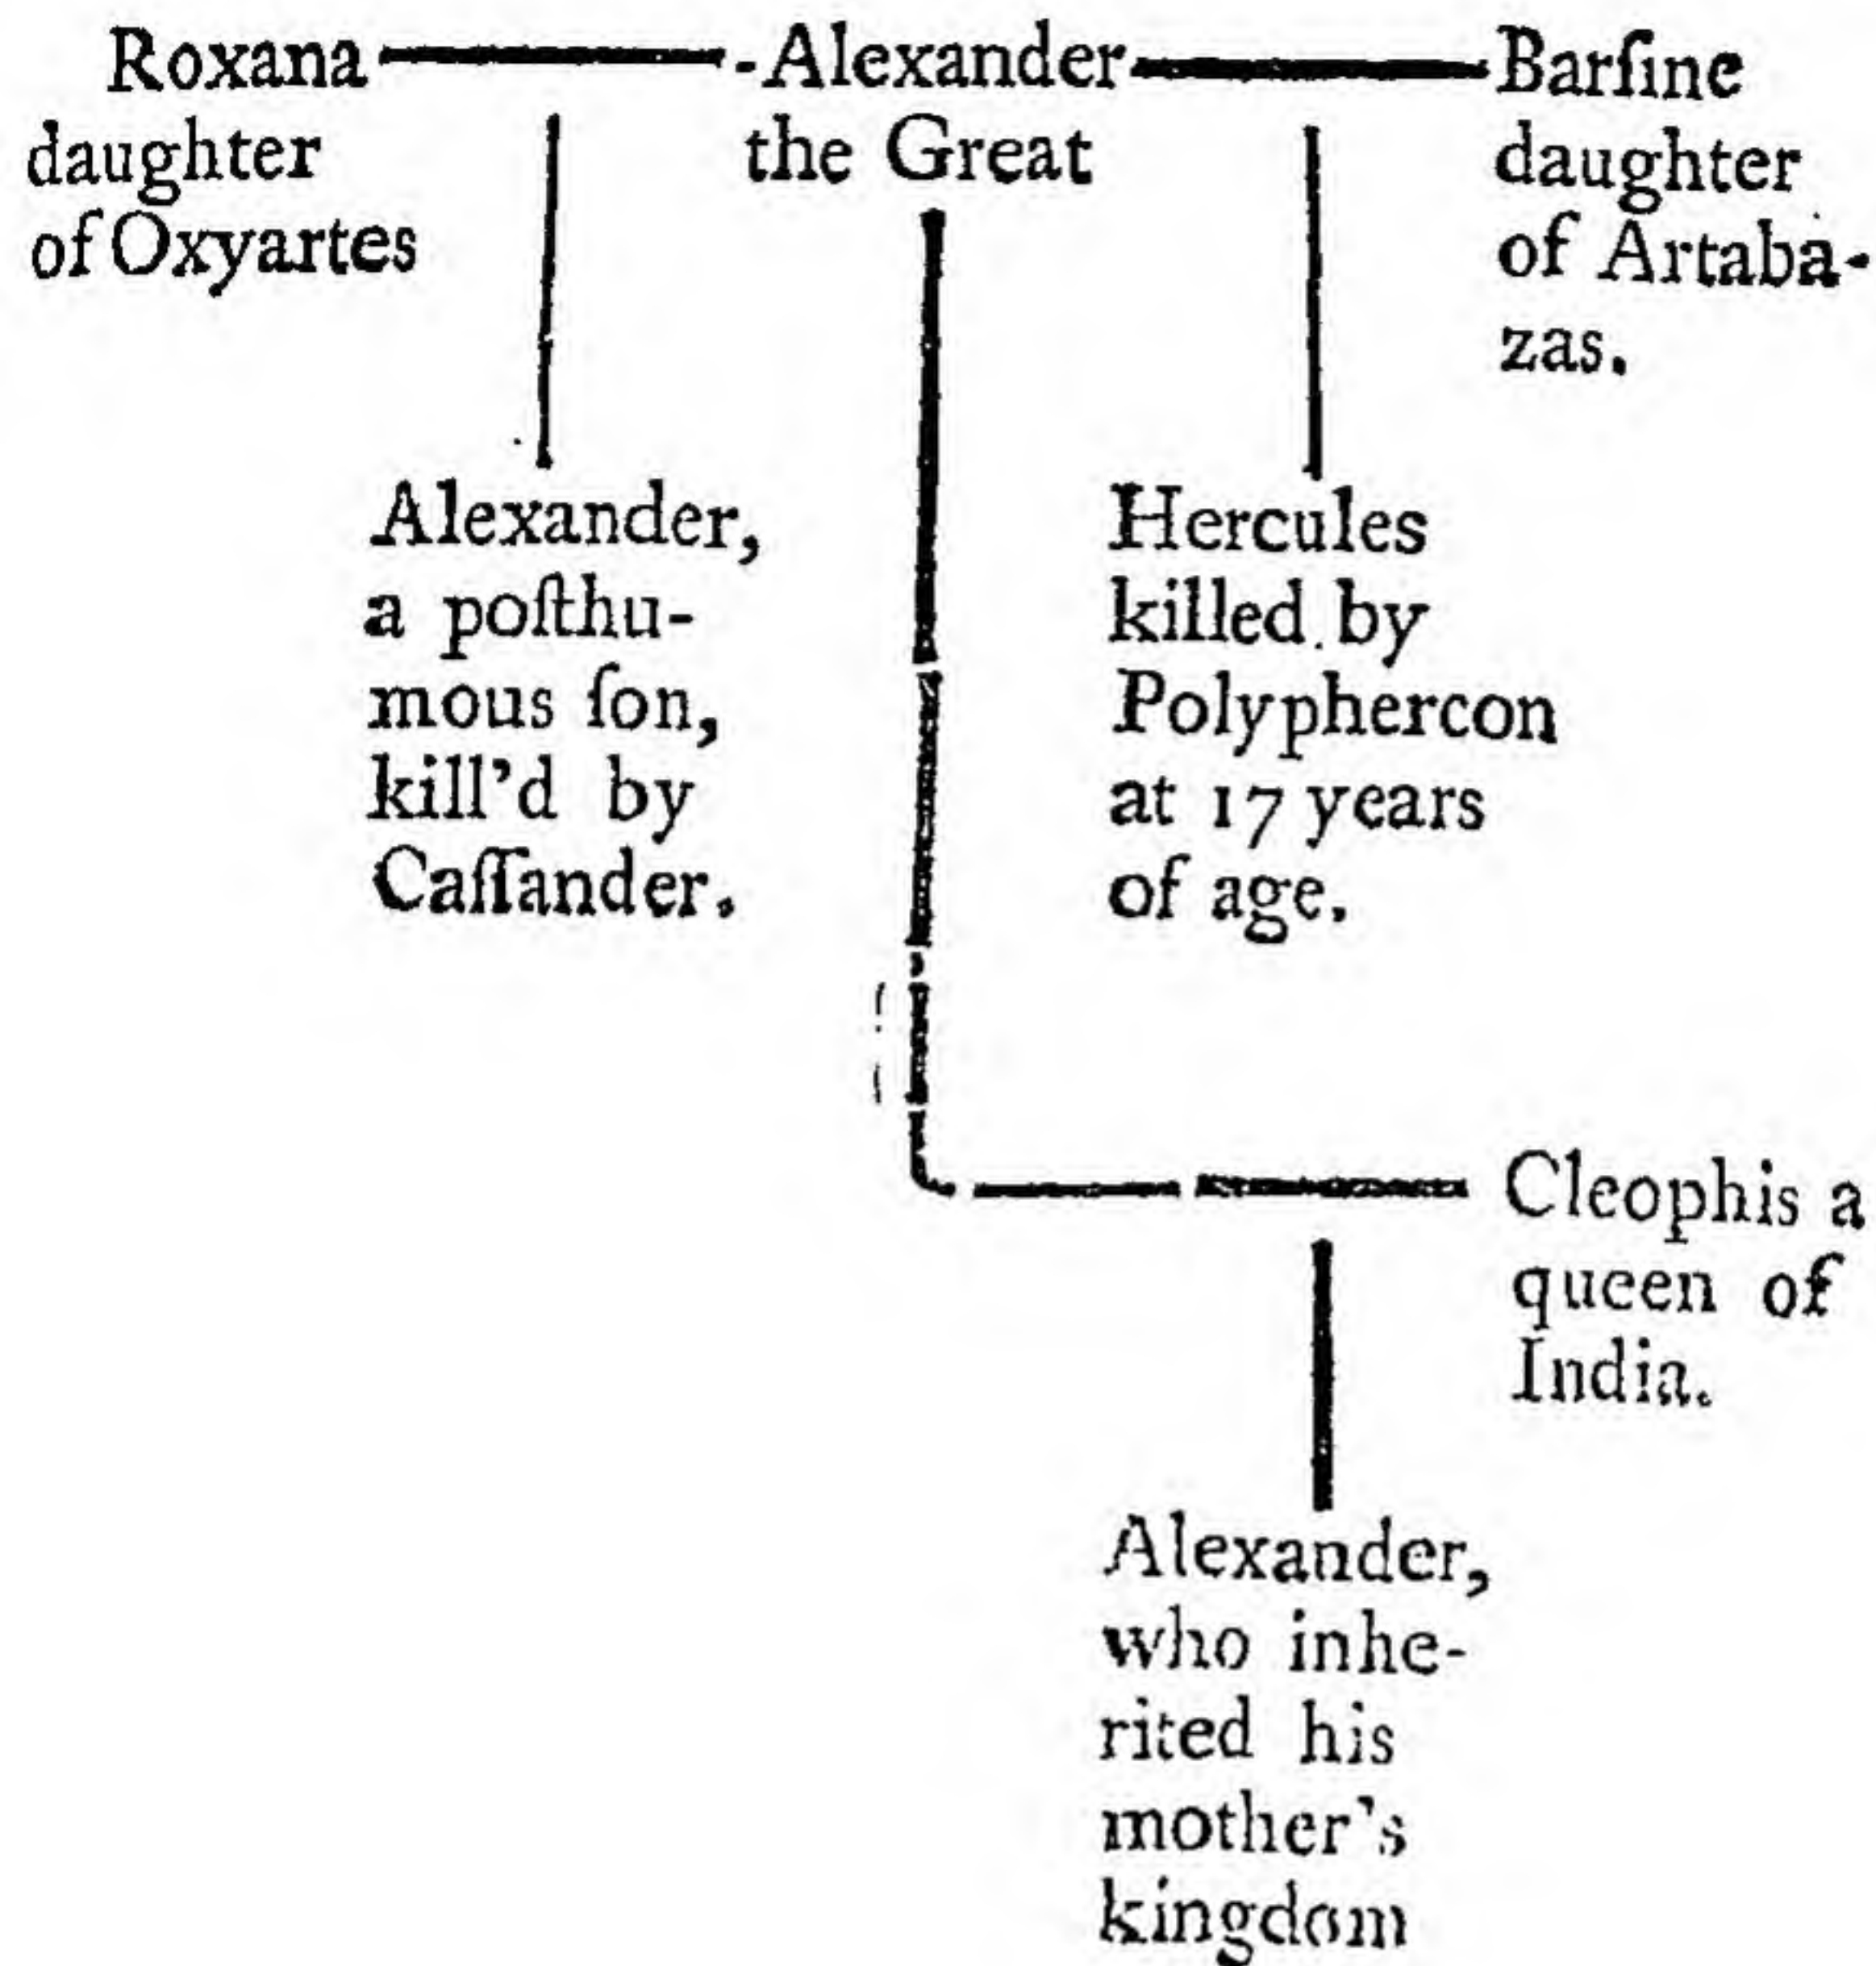 Roxana
daughter
of Oxyartes
-Alexander
the Great
Barſine
daughter
of Artaba-
zas.
Alexander,
a poſthu-
mous ſon,
kill'd by
Caſſander.
Hercules
killed by
Polyphercon
at 17 years
of age.
Cleophis a
queen of
India.
Alexander,
who inhe-
rited his
mother's
kingdom